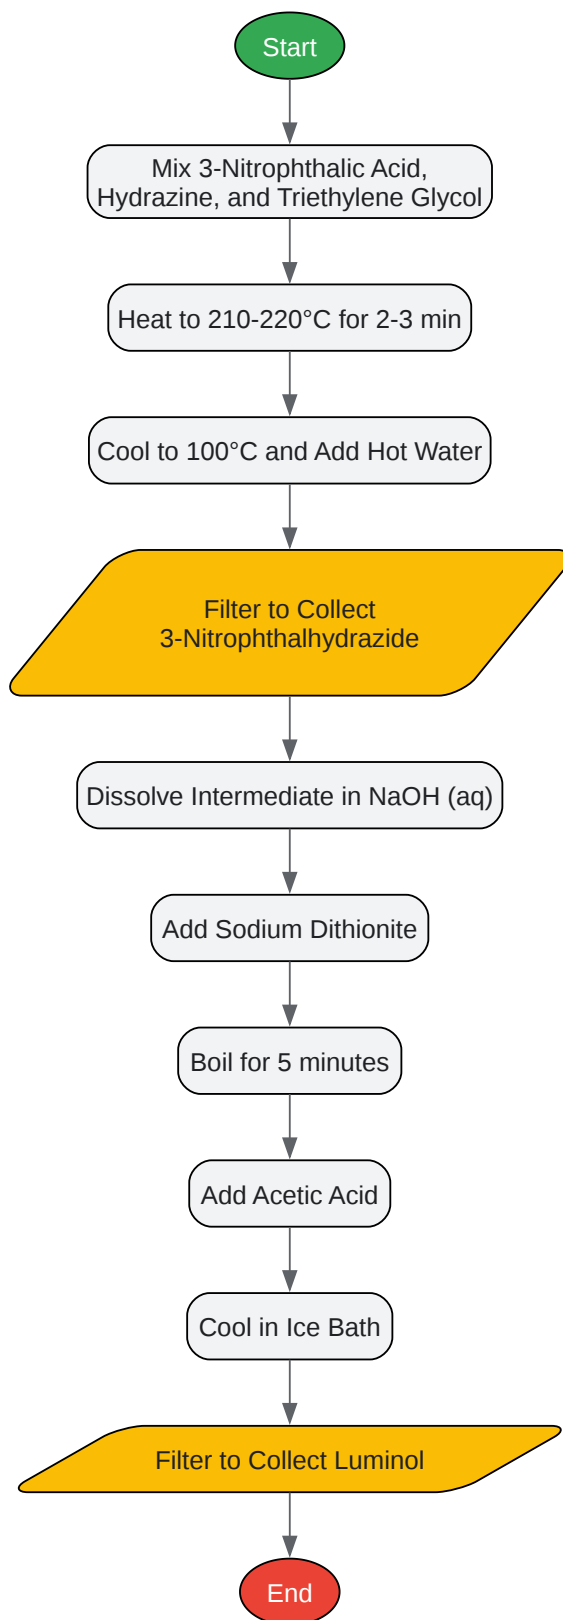 Start
Mix 3-Nitrophthalic Acid,
Hydrazine, and Triethylene Glycol
Heat to 210-220°C for 2-3 min
Cool to 100°C and Add Hot Water
Filter to Collect
3-Nitrophthalhydrazide
Dissolve Intermediate in NaOH (aq)
Add Sodium Dithionite
Boil for 5 minutes
Add Acetic Acid
Cool in Ice Bath
Filter to Collect Luminol
End